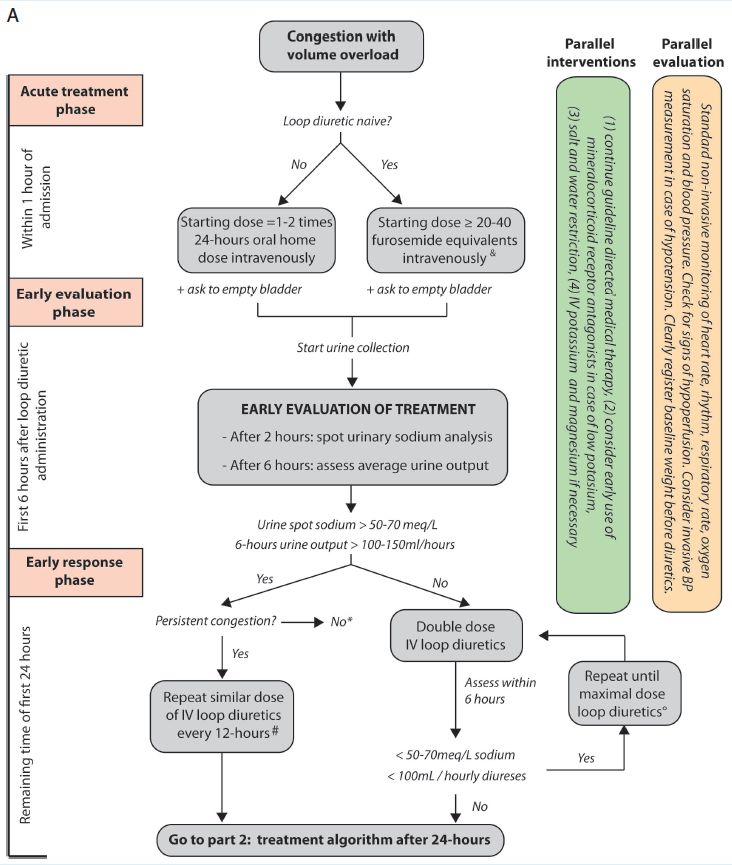 A
Congestion with
volume overload
Parallel
interventions
Parallel
evaluation
Acute treatment
phase
Loop diuretic naive?
No
Yes
Within 1 hour of
admission
Starting dose =1-2 times
24-hours oral home
dose intravenously
Starting dose ≥ 20-40
furosemide equivalents
intravenously &
+ ask to empty bladder
+ ask to empty bladder
Early evaluation
phase
Start urine collection
First 6 hours after loop diuretic
administration
EARLY EVALUATION OF TREATMENT
- After 2 hours: spot urinary sodium analysis
- After 6 hours: assess average urine output
Urine spot sodium > 50-70 meq/L
6-hours urine output > 100-150ml/hours
Early response
phase
Yes
No
Persistent congestion?
No*
Yes
Double dose
IV loop diuretics
Remaining time of first 24 hours
Repeat similar dose
of IV loop diuretics
every 12-hours #
Assess within
6 hours
Repeat until
maximal dose
loop diuretics°
< 50-70meq/L sodium
< 100mL / hourly diureses
Yes
No
Go to part 2: treatment algorithm after 24-hours
(1) continue guideline directed medical therapy, (2) consider early use of
mineralocorticoid receptor antagonists in case of low potasium,
(3) salt and water restriction, (4) IV potassium and magnesium if necessary
Standard non-invasive monitoring of heart rate, rhythm, respiratory rate, oxygen
saturation and blood pressure. Check for signs of hypoperfusion. Consider invasive BP
measurement in case of hypotension. Clearly register baseline weight before diuretics.